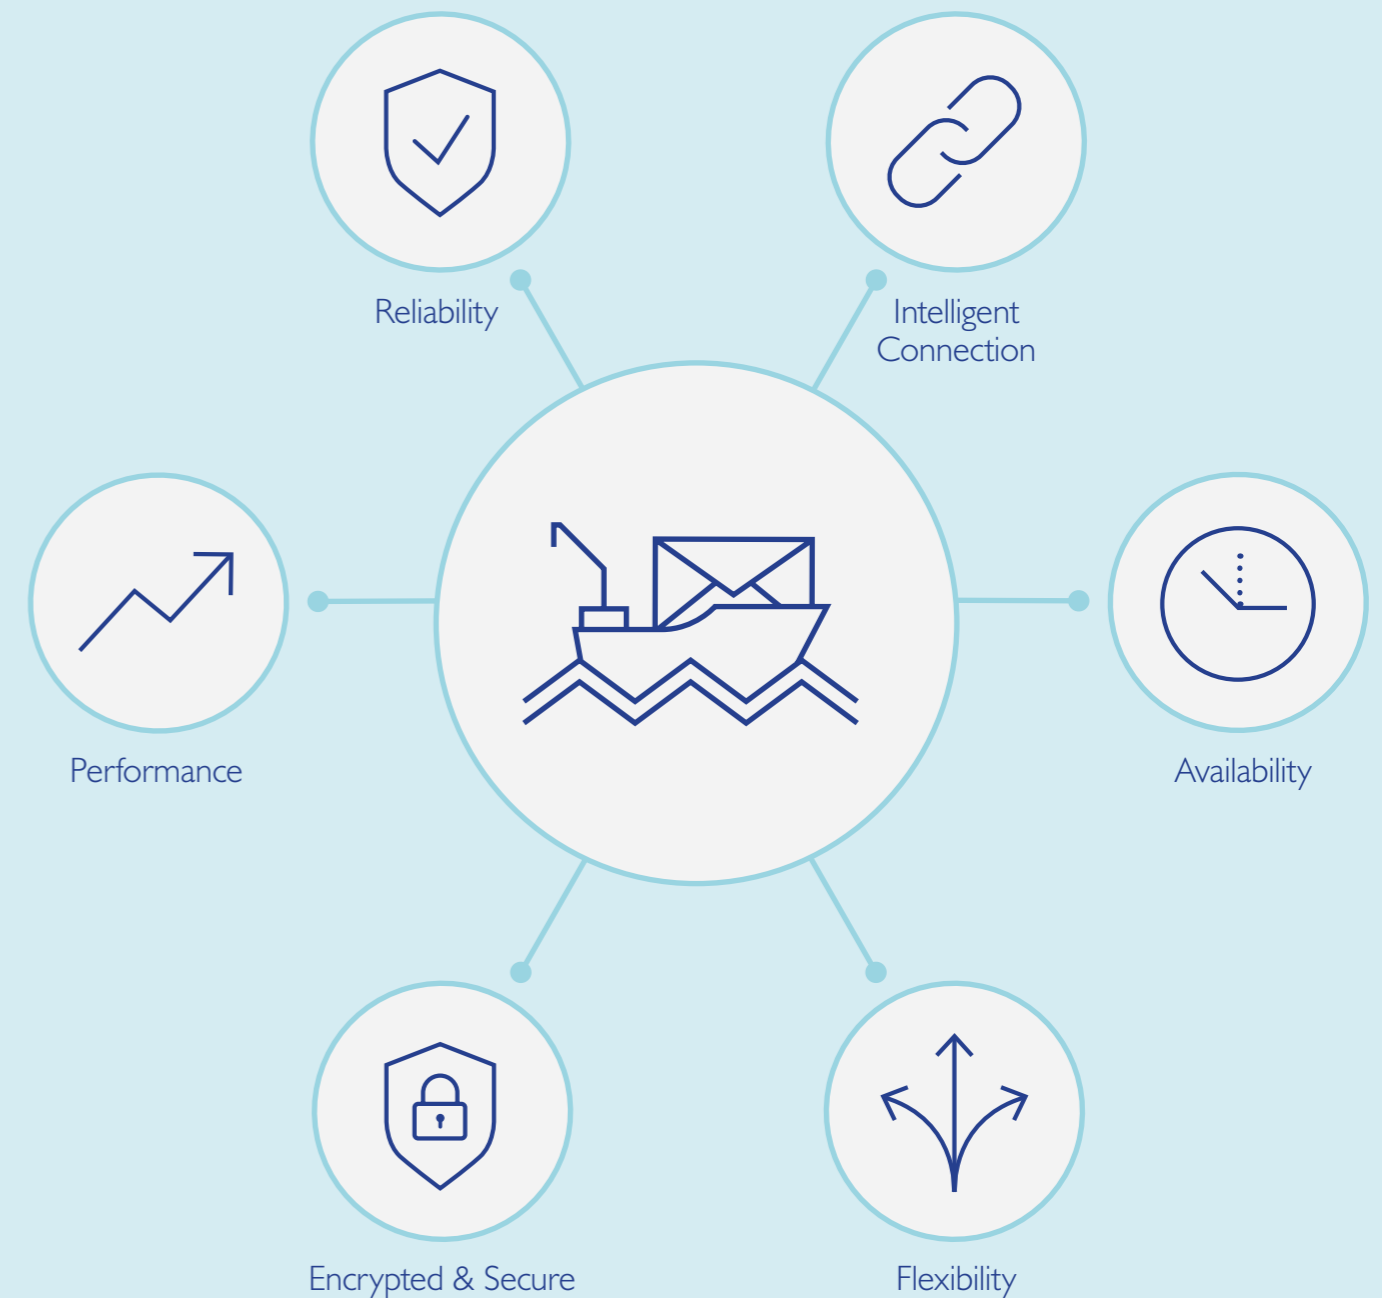 Reliability
Intelligent
Connection
Performance
Availability
Encrypted & Secure
Flexibility